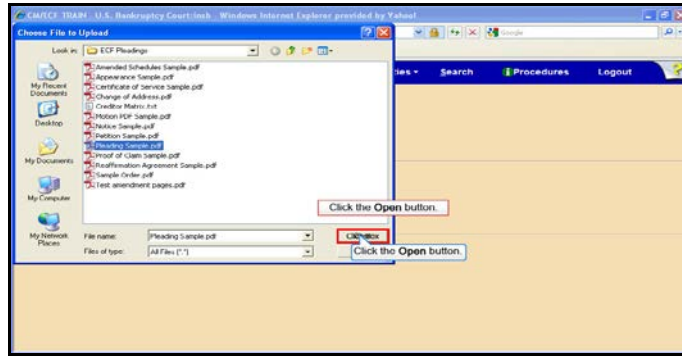 CM/ECF TRAIN - U.S. Bankruptcy Court:insb - Windows Internet Explorer provided by Yahoo!
Choose File to Upload
Look in: ECF Pleadings
Google
Search Procedures Logout
My Recent Documents
Desktop
My Documents
My Computer
My Network Places
Amended Schedules Sample.pdf
Appearance Sample.pdf
Certificate of Service Sample.pdf
Change of Address.pdf
Creditor Matrix.txt
Motion PDF Sample.pdf
Notice Sample.pdf
Petition Sample.pdf
Pleading Sample.pdf
Proof of Claim Sample.pdf
Reaffirmation Agreement Sample.pdf
Sample Order.pdf
Test amendment pages.pdf
Click the Open button.
File name: Pleading Sample.pdf
Files of type: All Files (*.*)
Click the Open button.